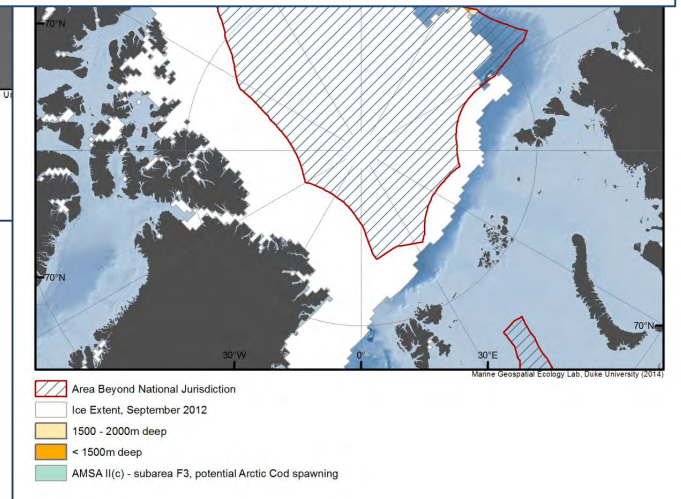 70°N
Ur
70°N
70°N
30°W
0°
30°E
Marine Geospatial Ecology Lab, Duke University (2014)
Area Beyond National Jurisdiction
Ice Extent, September 2012
1500 - 2000m deep
< 1500m deep
AMSA II(c) - subarea F3, potential Arctic Cod spawning